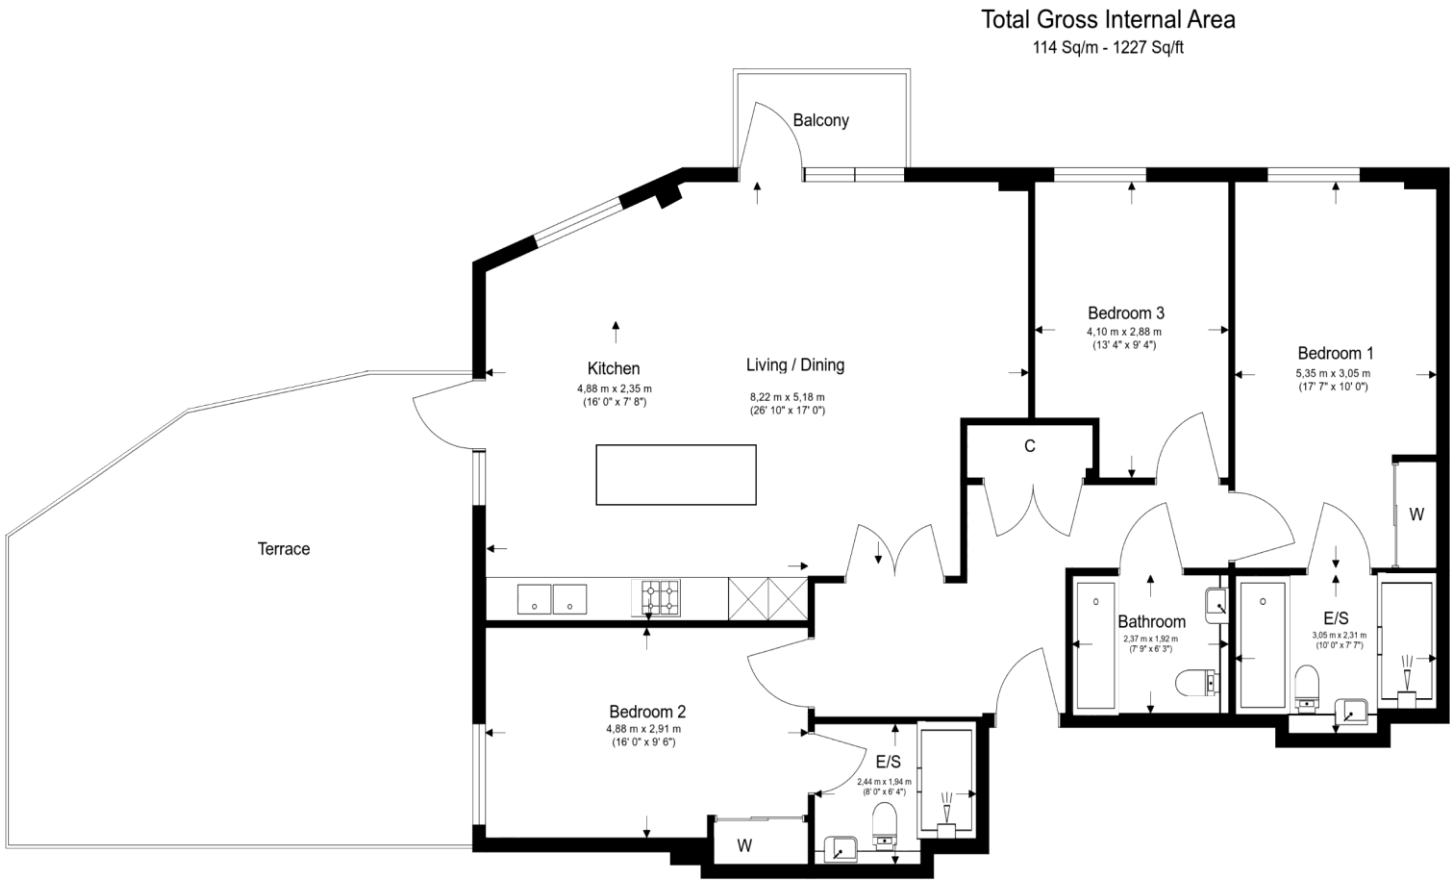 Total Gross Internal Area
114 Sq/m - 1227 Sq/ft
Balcony
Bedroom 3
4,10 m x 2,88 m
(13' 4" x 9' 4")
Bedroom 1
5,35 m x 3,05 m
(17' 7" x 10' 0")
Kitchen
4,88 m x 2,35 m
(16' 0" x 7' 8")
Living / Dining
8,22 m x 5,18 m
(26' 10" x 17' 0")
C
W
Terrace
Bathroom
2,37 m x 1,92 m
(7' 9" x 6' 3")
E/S
3,05 m x 2,31 m
(10' 0" x 7' 7")
Bedroom 2
4,88 m x 2,91 m
(16' 0" x 9' 6")
E/S
2,44 m x 1,94 m
(8' 0" x 6' 4")
W